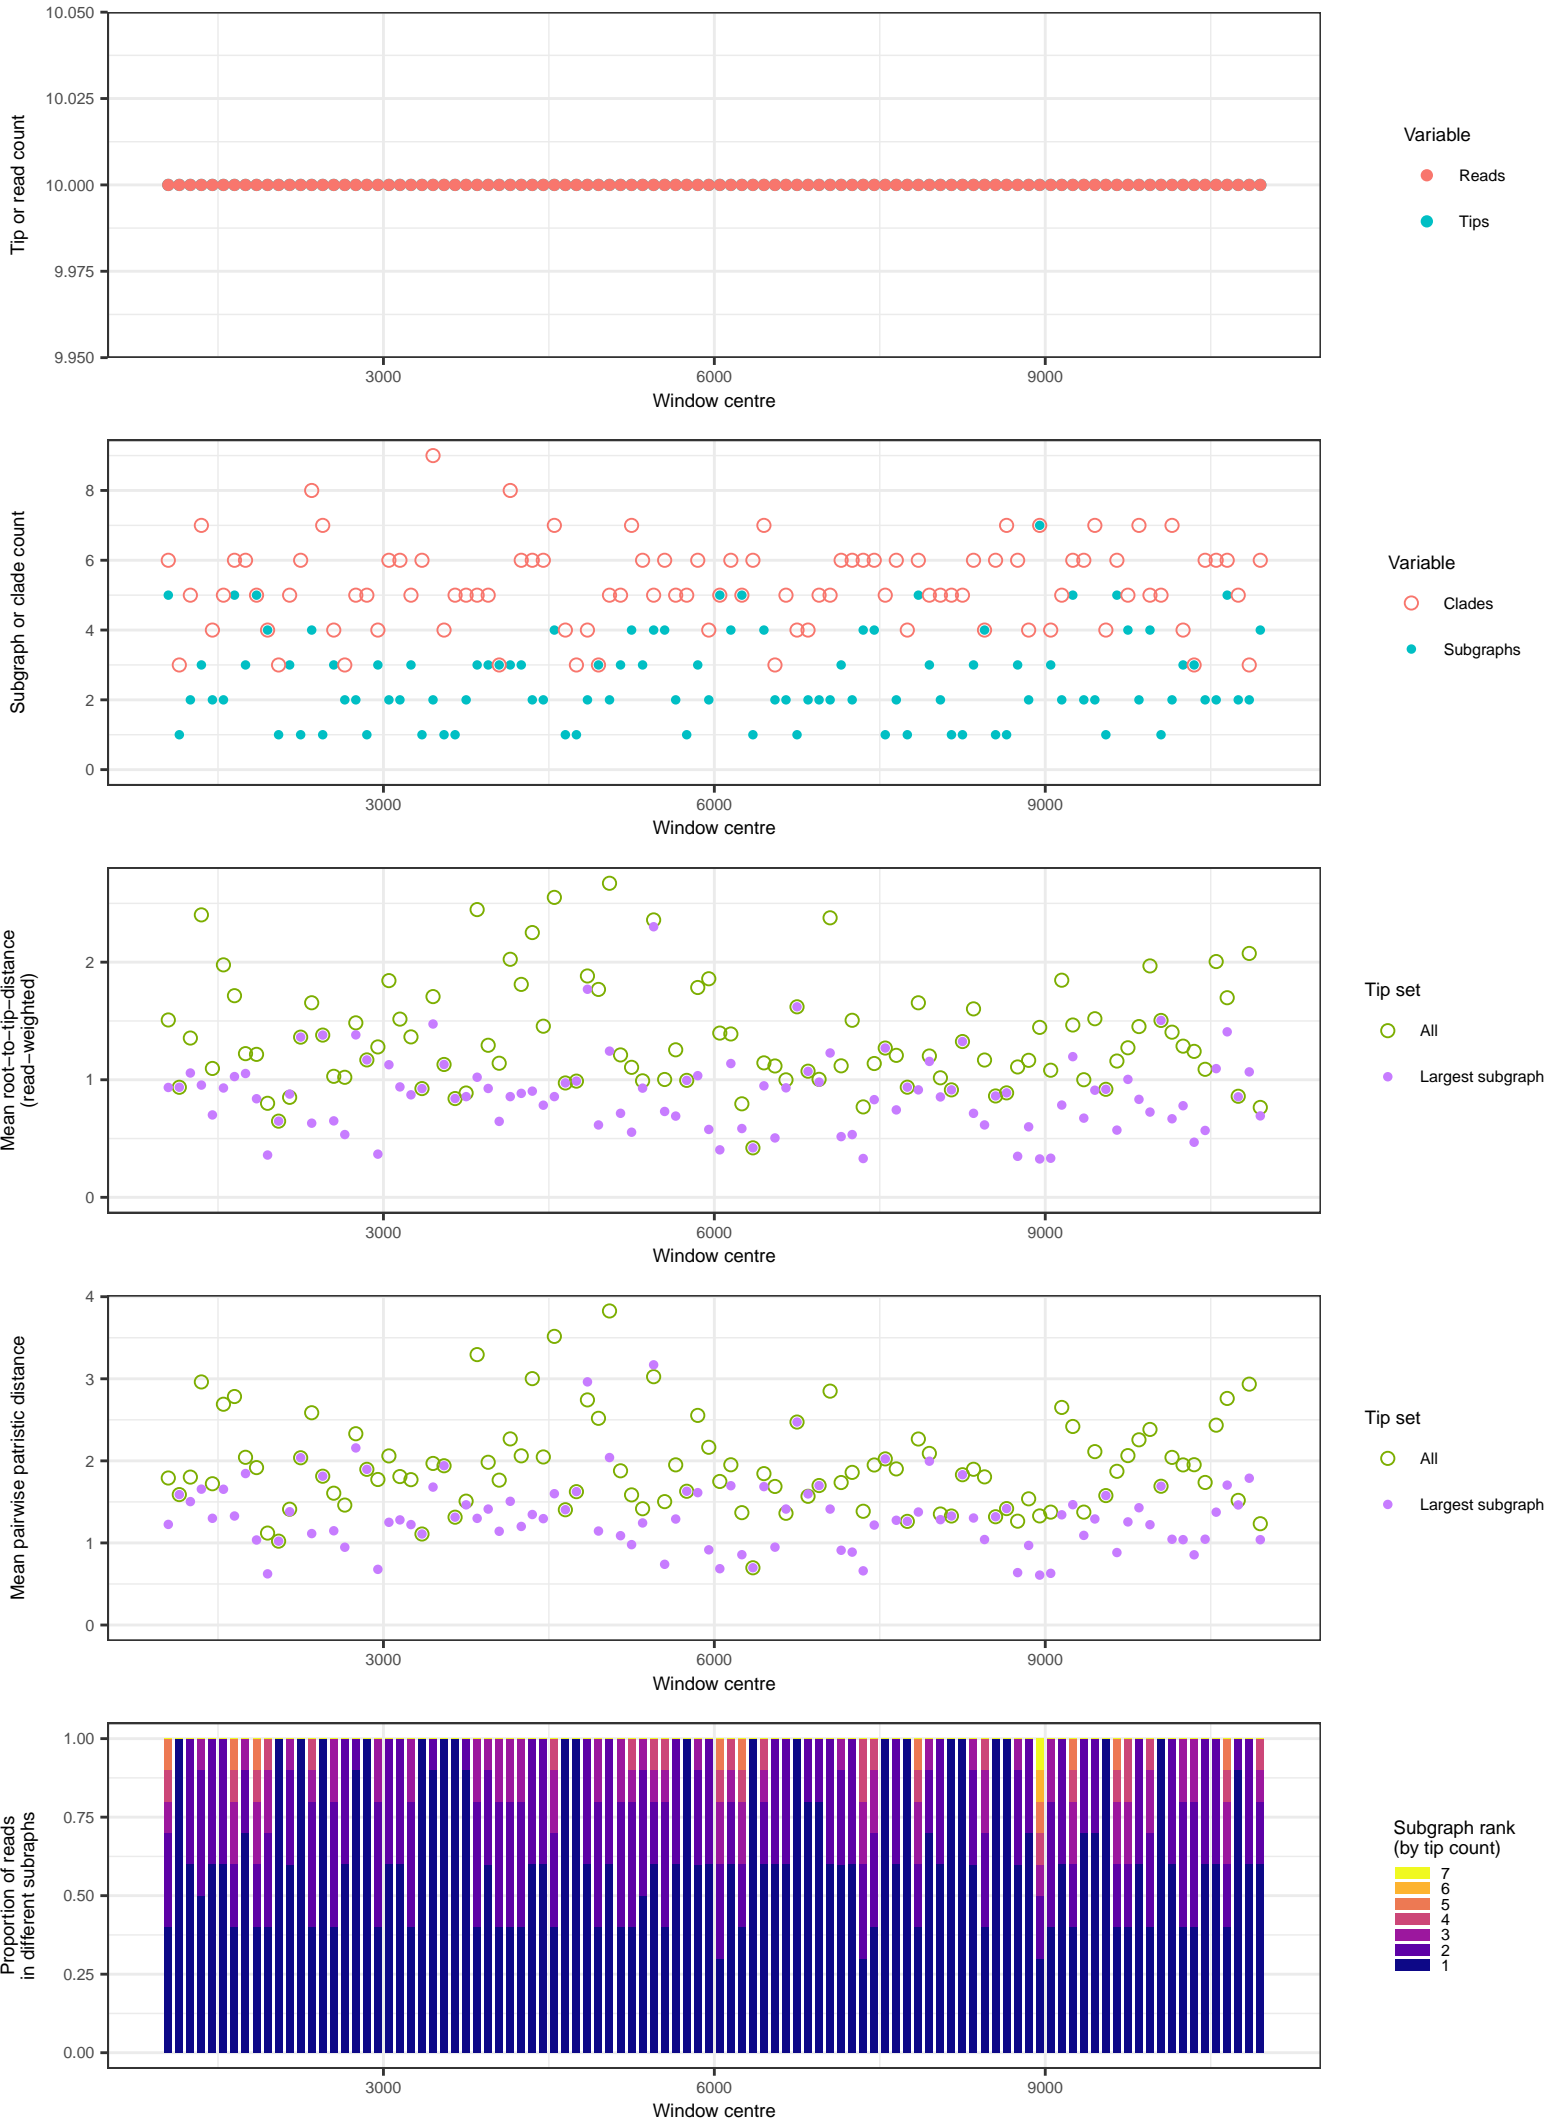 10.050
10.025
10.000
9.975
9.950
Tip or read count
3000
6000
9000
Window centre
Variable
Reads
Tips
8
6
4
2
0
Subgraph or clade count
3000
6000
9000
Window centre
Variable
Clades
Subgraphs
2
1
0
Mean root−to−tip−distance
(read−weighted)
3000
6000
9000
Window centre
Tip set
All
Largest subgraph
4
3
2
1
0
Mean pairwise patristic distance
3000
6000
9000
Window centre
Tip set
All
Largest subgraph
1.00
0.75
0.50
0.25
0.00
Proportion of reads
in different subraphs
3000
6000
9000
Window centre
Subgraph rank
(by tip count)
7
6
5
4
3
2
1